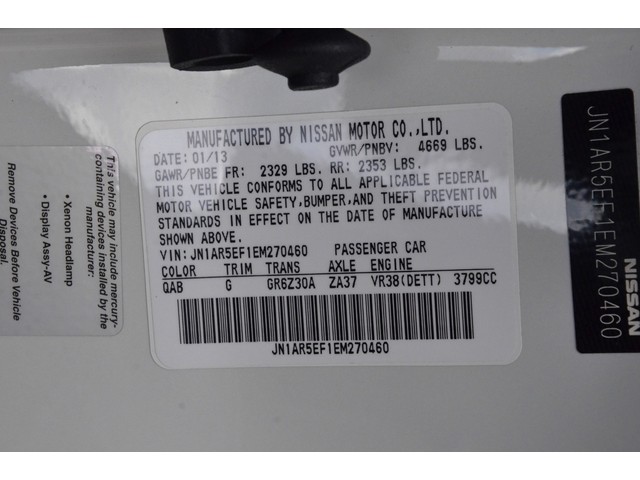 MANUFACTURED BY NISSAN MOTOR CO.,LTD.
DATE: 01/13 GVWR/PNBV: 4669 LBS.
GAWR/PNBE FR: 2329 LBS. RR: 2353 LBS.
THIS VEHICLE CONFORMS TO ALL APPLICABLE
MOTOR VEHICLE SAFETY,BUMPER,AND THEFT PREVENTION
STANDARDS IN EFFECT ON THE DATE OF MANUFACTURE
SHOWN ABOVE.
VIN: JN1AR5EF1EM270460 PASSENGER CAR
COLOR TRIM TRANS AXLE ENGINE
QAB G GR6Z30A ZA37 VR38(DETT) 3799CC
JN1AR5EF1EM270460
This vehicle may include mercury-
containing devices installed by the
manufacturer:
• Xenon Headlamp
• Display Assy-AV
Remove Devices Before Vehicle
Disposal.
JN1AR5EF1EM270460
NISSAN